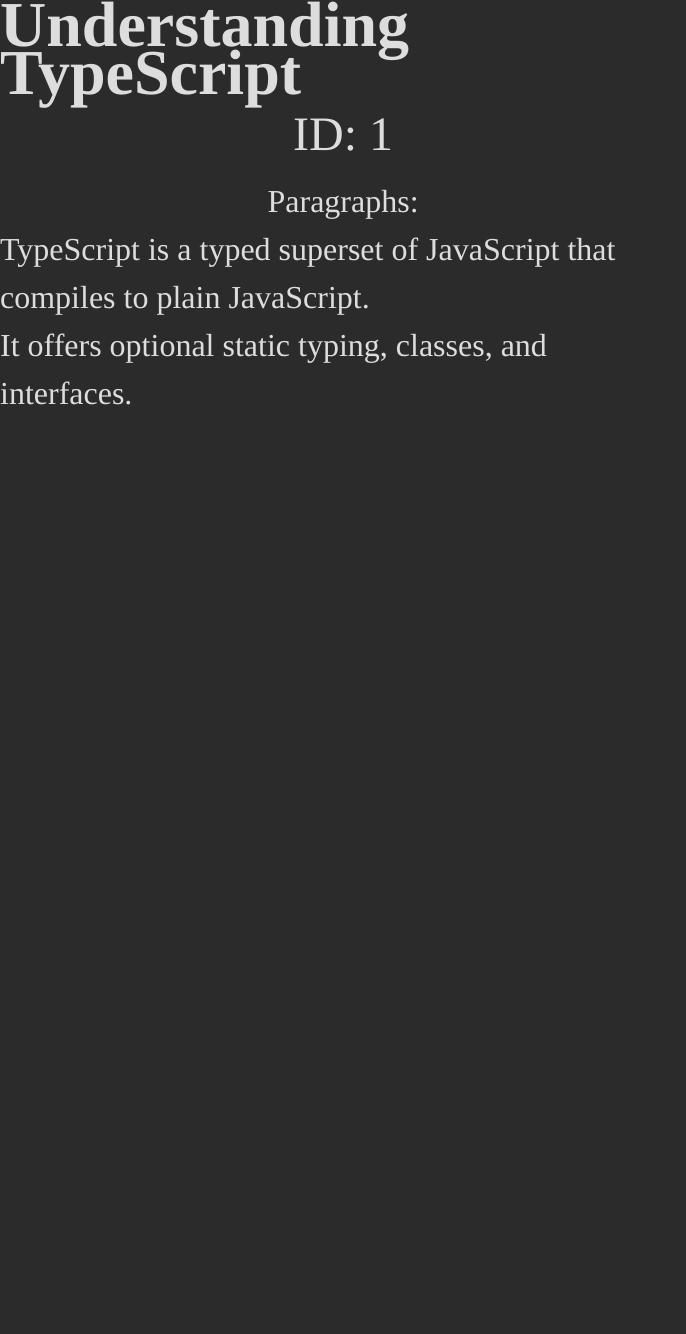 Understanding
TypeScript
ID: 1
Paragraphs:
TypeScript is a typed superset of JavaScript that
compiles to plain JavaScript.
It offers optional static typing, classes, and
interfaces.